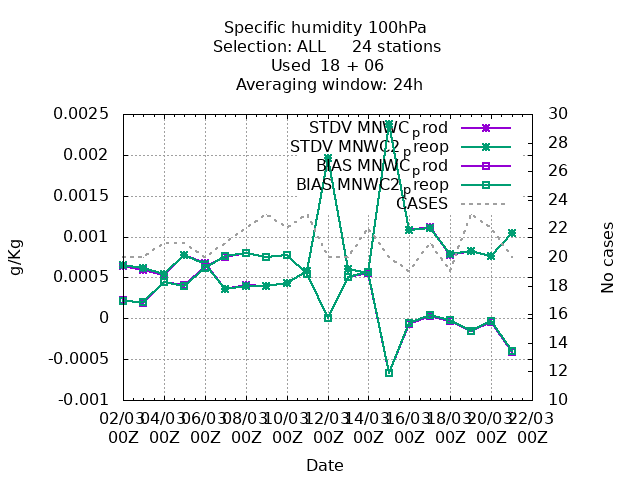 Specific humidity 100hPa
Selection: ALL 24 stations
Used 18 + 06
Averaging window: 24h
0.0025
0.002
0.0015
0.001
0.0005
0
-0.0005
-0.001
g/Kg
STDV MNWCprod
STDV MNWC2preop
BIAS MNWCprod
BIAS MNWC2preop
CASES
30
28
26
24
22
20
18
16
14
12
10
No cases
02/03 04/03 06/03 08/03 10/03 12/03 14/03 16/03 18/03 20/03 22/03
00Z 00Z 00Z 00Z 00Z 00Z 00Z 00Z 00Z 00Z 00Z
Date